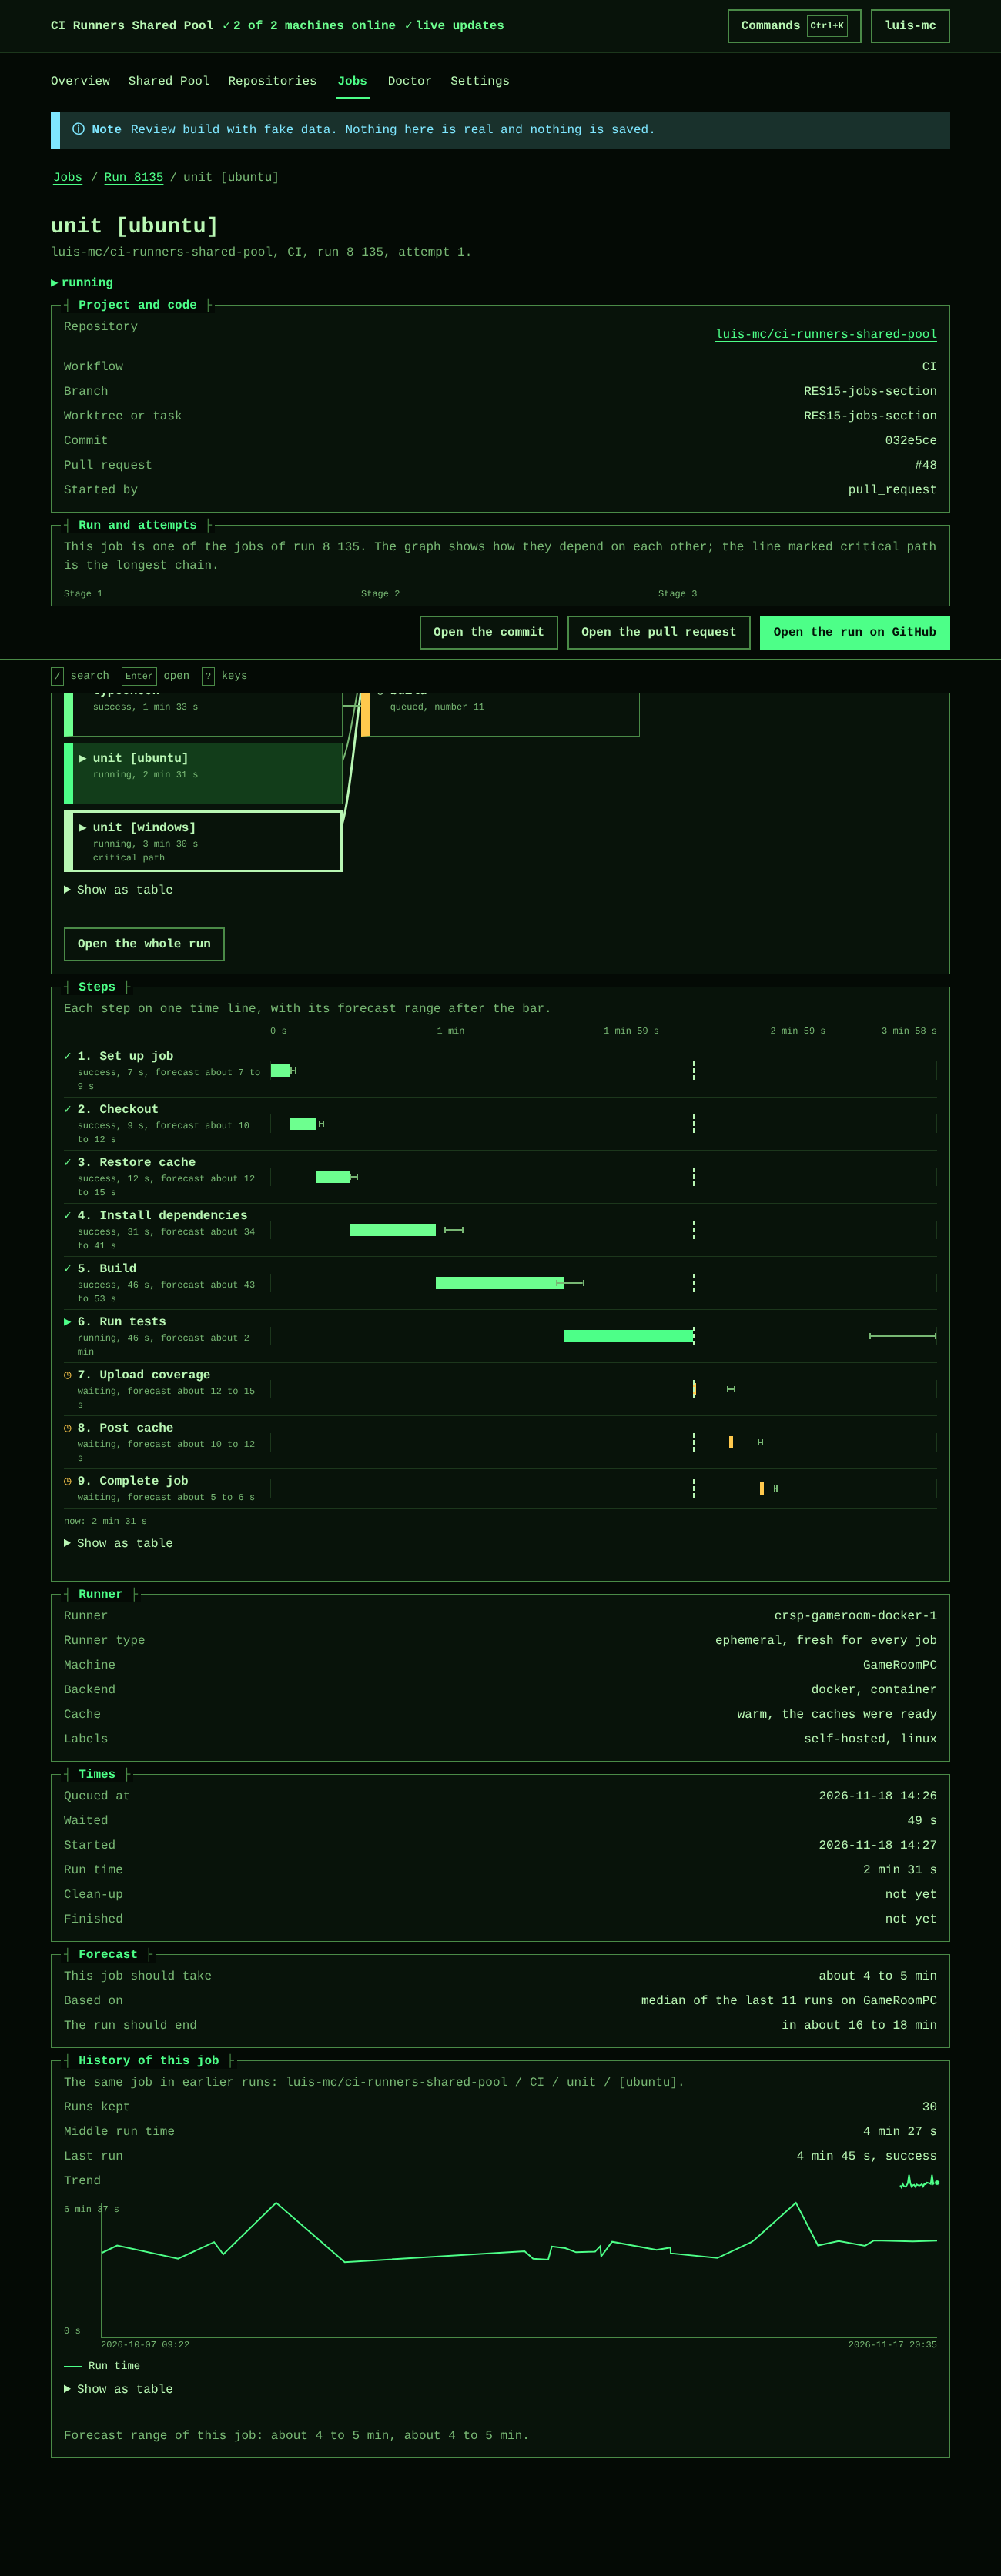 CI Runners Shared Pool ✓ 2 of 2 machines online ✓ live updates
Commands Ctrl+K
luis-mc
Overview Shared Pool Repositories Jobs Doctor Settings
ⓘ Note Review build with fake data. Nothing here is real and nothing is saved.
Jobs / Run 8135 / unit [ubuntu]
unit [ubuntu]
luis-mc/ci-runners-shared-pool, CI, run 8 135, attempt 1.
▶ running
Project and code
Repository luis-mc/ci-runners-shared-pool
Workflow CI
Branch RES15-jobs-section
Worktree or task RES15-jobs-section
Commit 032e5ce
Pull request #48
Started by pull_request
Run and attempts
This job is one of the jobs of run 8 135. The graph shows how they depend on each other; the line marked critical path
is the longest chain.
Stage 1 Stage 2 Stage 3
Open the commit
Open the pull request
Open the run on GitHub
/ search Enter open ? keys
success, 1 min 33 s
queued, number 11
▶ unit [ubuntu]
running, 2 min 31 s
▶ unit [windows]
running, 3 min 30 s
critical path
▶ Show as table
Open the whole run
Steps
Each step on one time line, with its forecast range after the bar.
0 s 1 min 1 min 59 s 2 min 59 s 3 min 58 s
✓ 1. Set up job
success, 7 s, forecast about 7 to
9 s
✓ 2. Checkout
success, 9 s, forecast about 10
to 12 s
✓ 3. Restore cache
success, 12 s, forecast about 12
to 15 s
✓ 4. Install dependencies
success, 31 s, forecast about 34
to 41 s
✓ 5. Build
success, 46 s, forecast about 43
to 53 s
▶ 6. Run tests
running, 46 s, forecast about 2
min
◷ 7. Upload coverage
waiting, forecast about 12 to 15
s
◷ 8. Post cache
waiting, forecast about 10 to 12
s
◷ 9. Complete job
waiting, forecast about 5 to 6 s
now: 2 min 31 s
▶ Show as table
Runner
Runner crsp-gameroom-docker-1
Runner type ephemeral, fresh for every job
Machine GameRoomPC
Backend docker, container
Cache warm, the caches were ready
Labels self-hosted, linux
Times
Queued at 2026-11-18 14:26
Waited 49 s
Started 2026-11-18 14:27
Run time 2 min 31 s
Clean-up not yet
Finished not yet
Forecast
This job should take about 4 to 5 min
Based on median of the last 11 runs on GameRoomPC
The run should end in about 16 to 18 min
History of this job
The same job in earlier runs: luis-mc/ci-runners-shared-pool / CI / unit / [ubuntu].
Runs kept 30
Middle run time 4 min 27 s
Last run 4 min 45 s, success
Trend
6 min 37 s
0 s
2026-10-07 09:22 2026-11-17 20:35
Run time
▶ Show as table
Forecast range of this job: about 4 to 5 min, about 4 to 5 min.